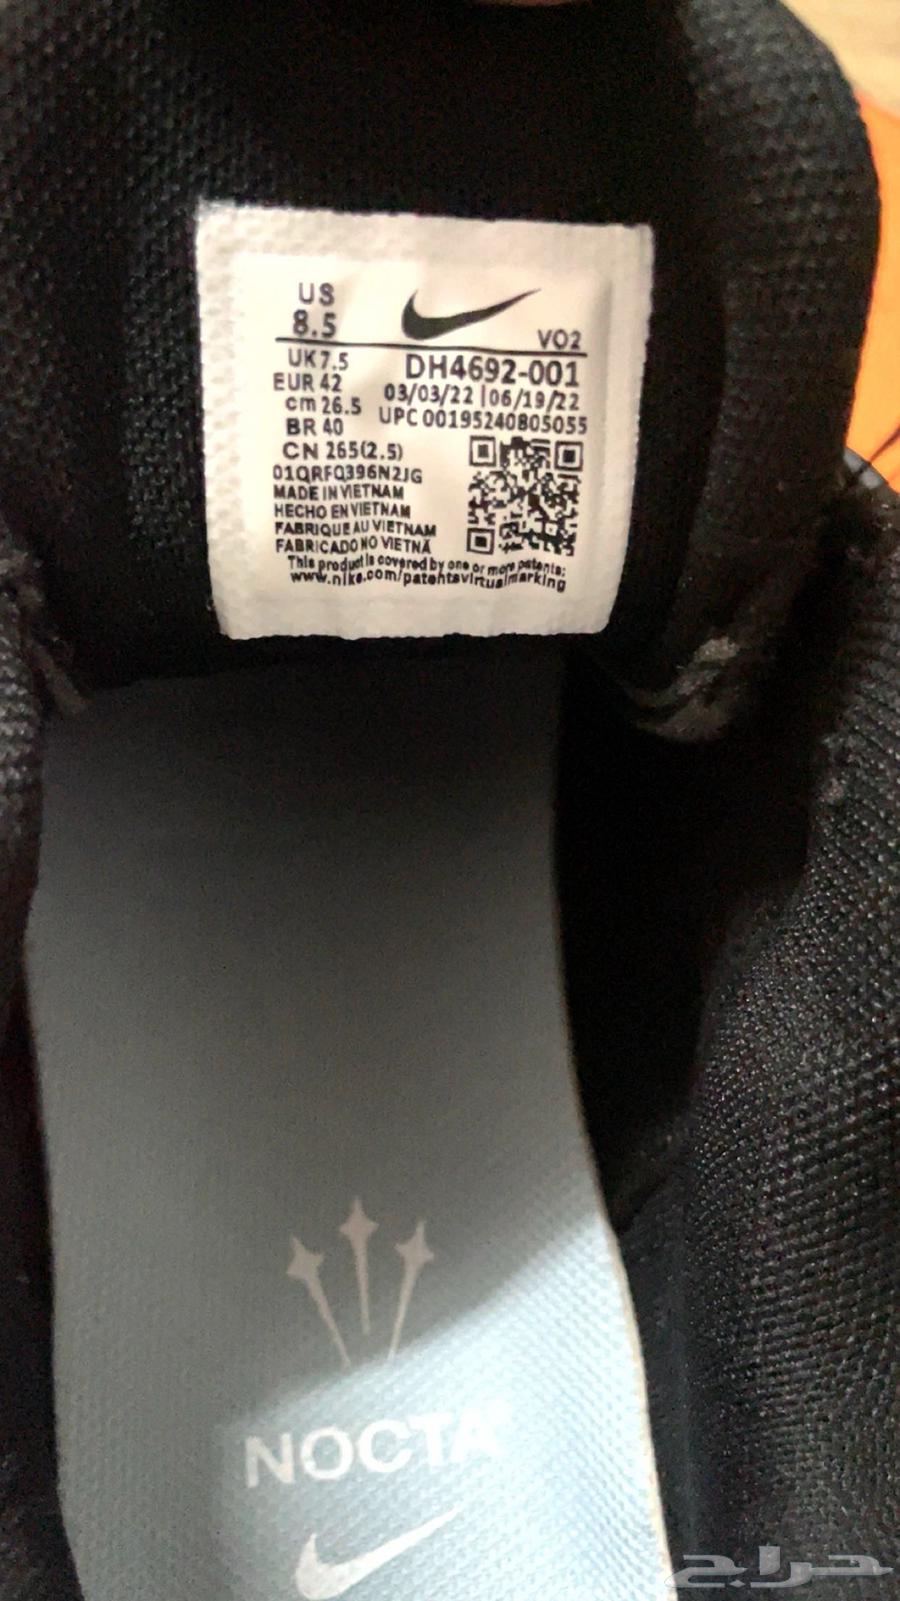 US
8.5
VO2
UK 7.5
DH4692-001
EUR 42
03/03/22 | 06/19/22
cm 26.5
UPC 00195240805055
BR 40
CN 265(2.5)
01QRFQ396N2JG
MADE IN VIETNAM
HECHO EN VIETNAM
FABRIQUE AU VIETNAM
FABRICADO NO VIETNÃ
This product is covered by one or more patents:
www.nike.com/patentsvirtualmarking
NOCTA
حراج